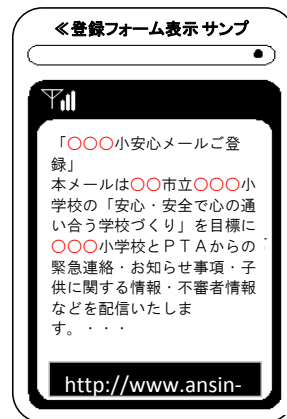 ≪登録フォーム表示 サンプ
「○○○小安心メールご登
録」
本メールは○○市立○○○小
学校の「安心・安全で心の通
い合う学校づくり」を目標に
○○○小学校とＰＴＡからの
緊急連絡・お知らせ事項・子
供に関する情報・不審者情報
などを配信いたしま
す。・・・
http://www.ansin-